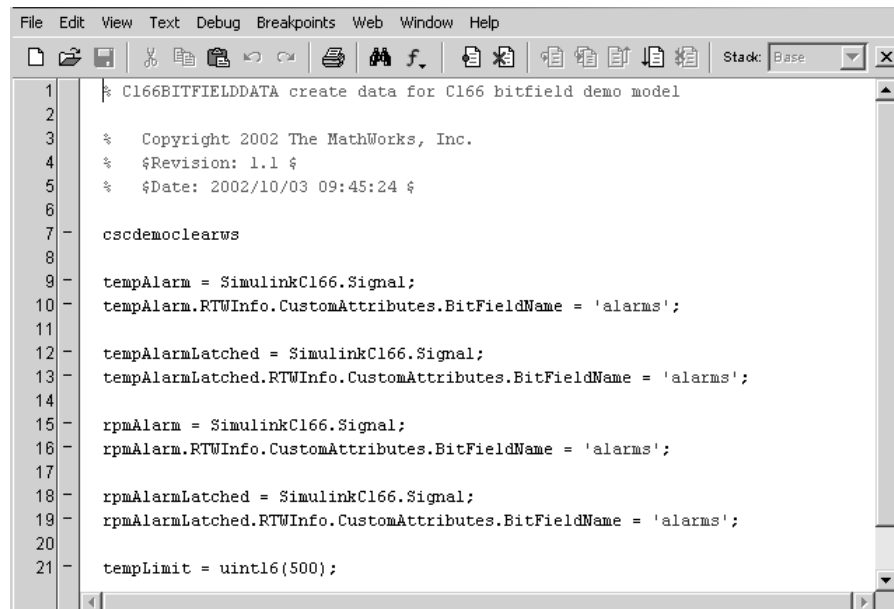 File Edit View Text Debug Breakpoints Web Window Help
Stack: Base
1 % C166BITFIELDDATA create data for C166 bitfield demo model
2
3 % Copyright 2002 The MathWorks, Inc.
4 % $Revision: 1.1 $
5 % $Date: 2002/10/03 09:45:24 $
6
7 - cscdemoclearws
8
9 - tempAlarm = SimulinkC166.Signal;
10 - tempAlarm.RTWInfo.CustomAttributes.BitFieldName = 'alarms';
11
12 - tempAlarmLatched = SimulinkC166.Signal;
13 - tempAlarmLatched.RTWInfo.CustomAttributes.BitFieldName = 'alarms';
14
15 - rpmAlarm = SimulinkC166.Signal;
16 - rpmAlarm.RTWInfo.CustomAttributes.BitFieldName = 'alarms';
17
18 - rpmAlarmLatched = SimulinkC166.Signal;
19 - rpmAlarmLatched.RTWInfo.CustomAttributes.BitFieldName = 'alarms';
20
21 - tempLimit = uint16(500);